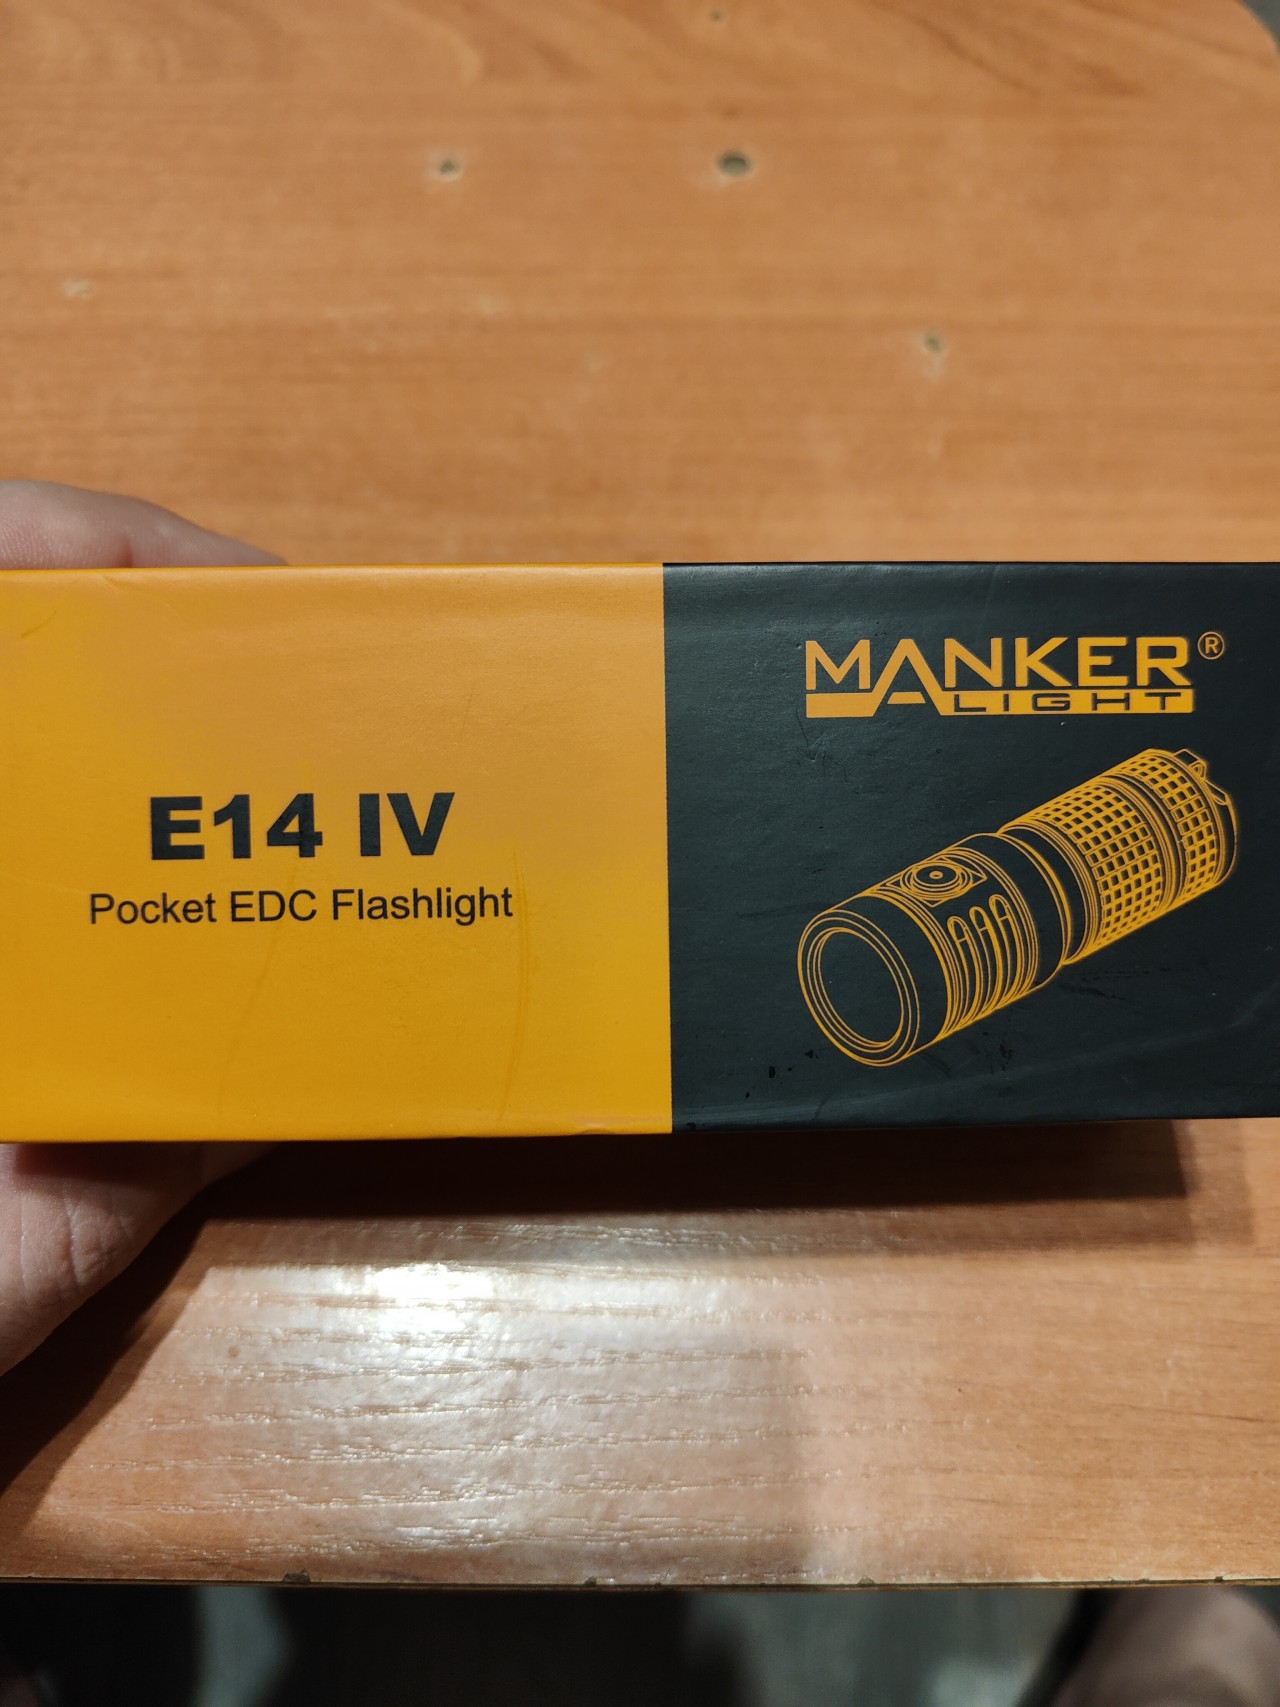 E14 IV
Pocket EDC Flashlight
MANKER®
LIGHT